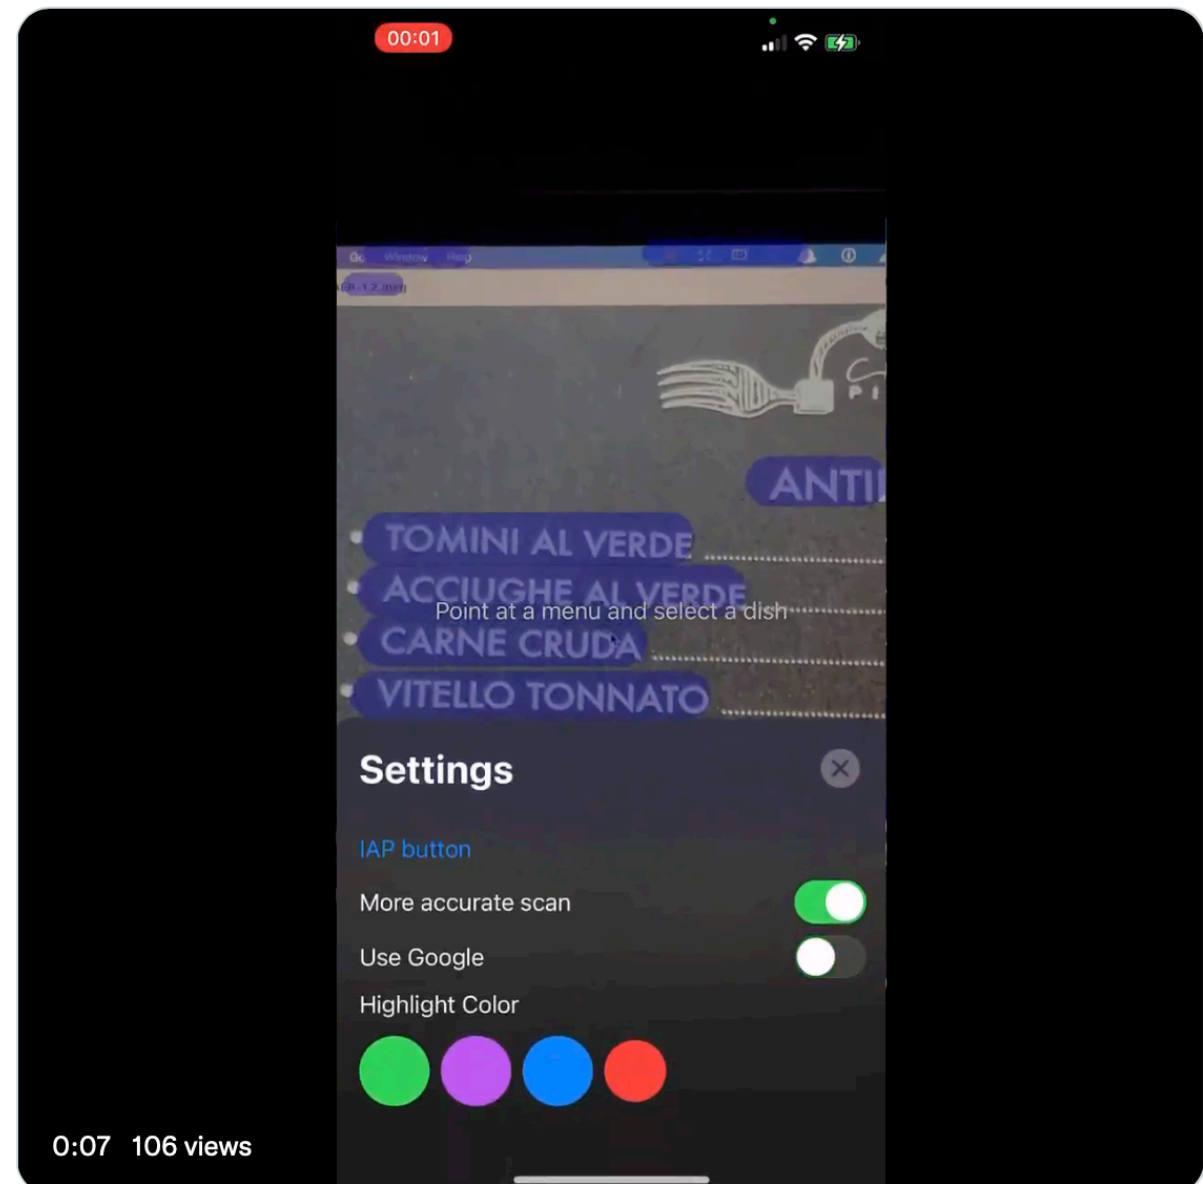 00:01
Go Window Help
ANTI
TOMINI AL VERDE
ACCIUGHE AL VERDE
Point at a menu and select a dish
CARNE CRUDA
VITELLO TONNATO
Settings
IAP button
More accurate scan
Use Google
Highlight Color
0:07 106 views